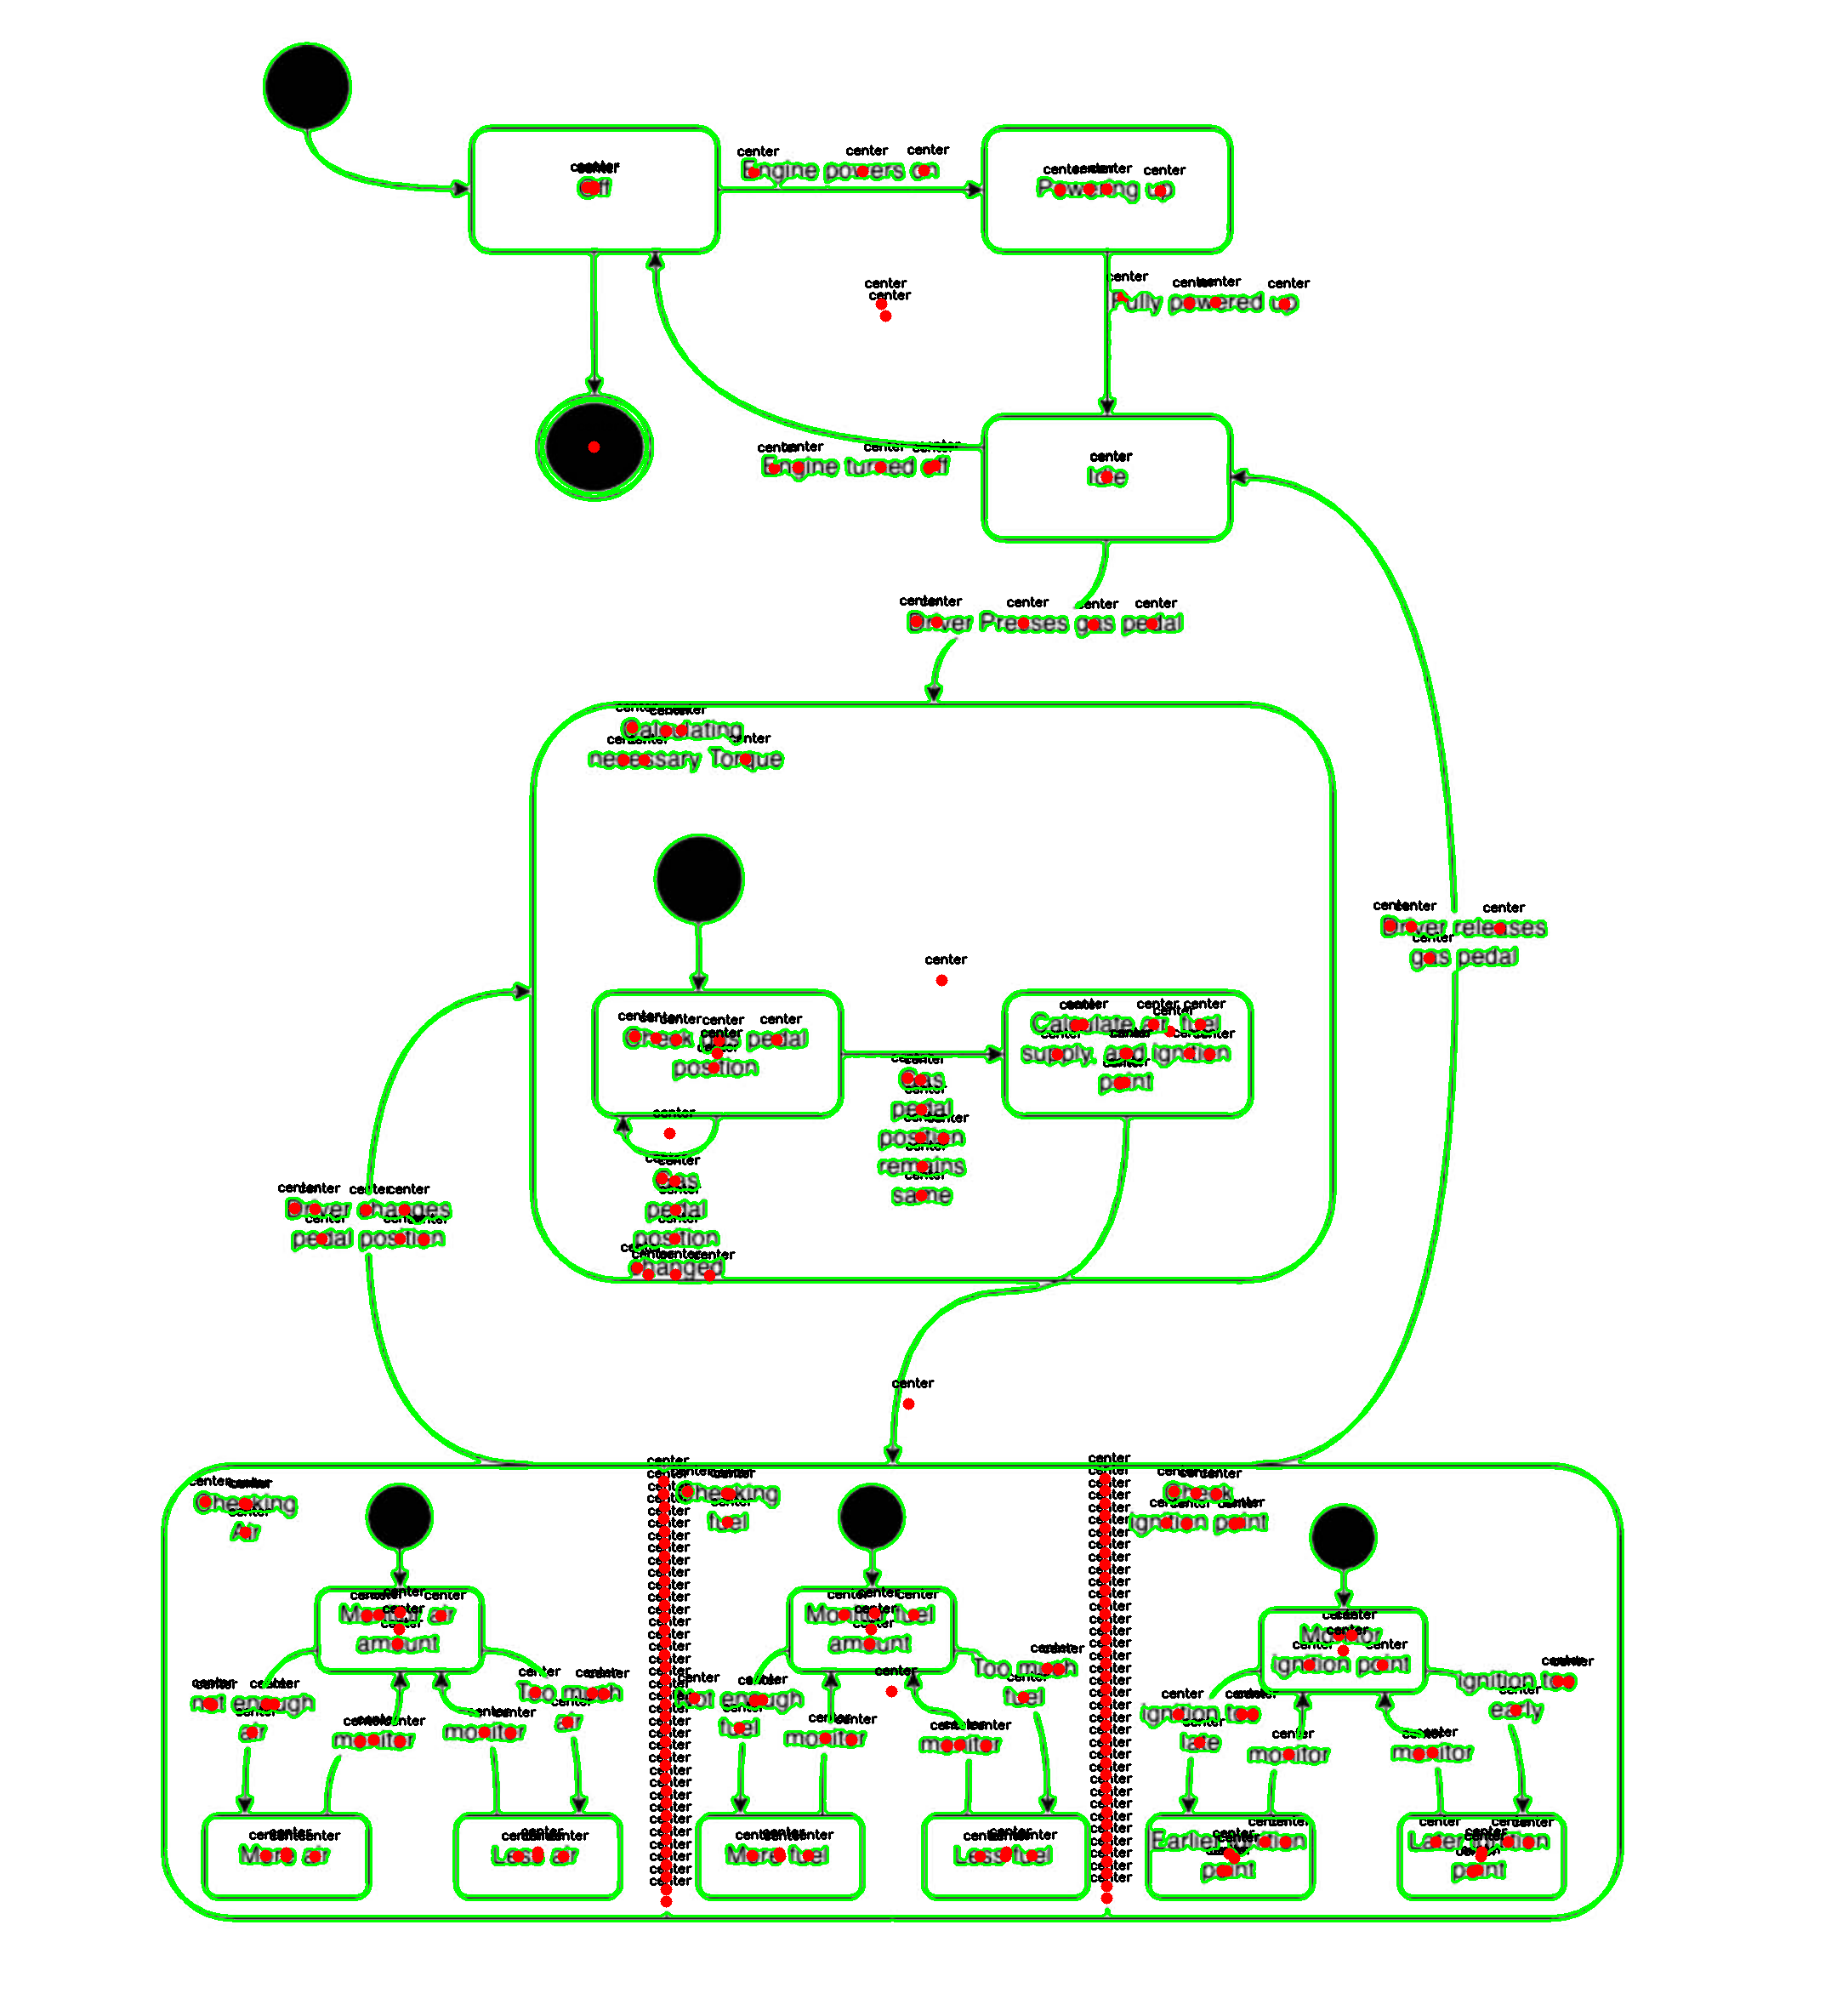 Off
Engine powers on
Powering up
Fully powered up
Engine turned off
Idle
Driver Presses gas pedal
Calculating
necessary Torque
Driver releases
gas pedal
Check gas pedal
position
Calculate air, fuel
supply, and ignition
point
Gas
pedal
position
remains
same
Gas
pedal
position
changed
Driver changes
pedal position
Checking
Air
Checking
fuel
Check
ignition point
Monitor air
amount
Monitor fuel
amount
Monitor
ignition point
not enough
air
monitor
monitor
Too much
air
Not enough
fuel
monitor
monitor
Too much
fuel
ignition too
late
monitor
monitor
ignition too
early
More air
Less air
More fuel
Less fuel
Earlier ignition
point
Later ignition
point
center